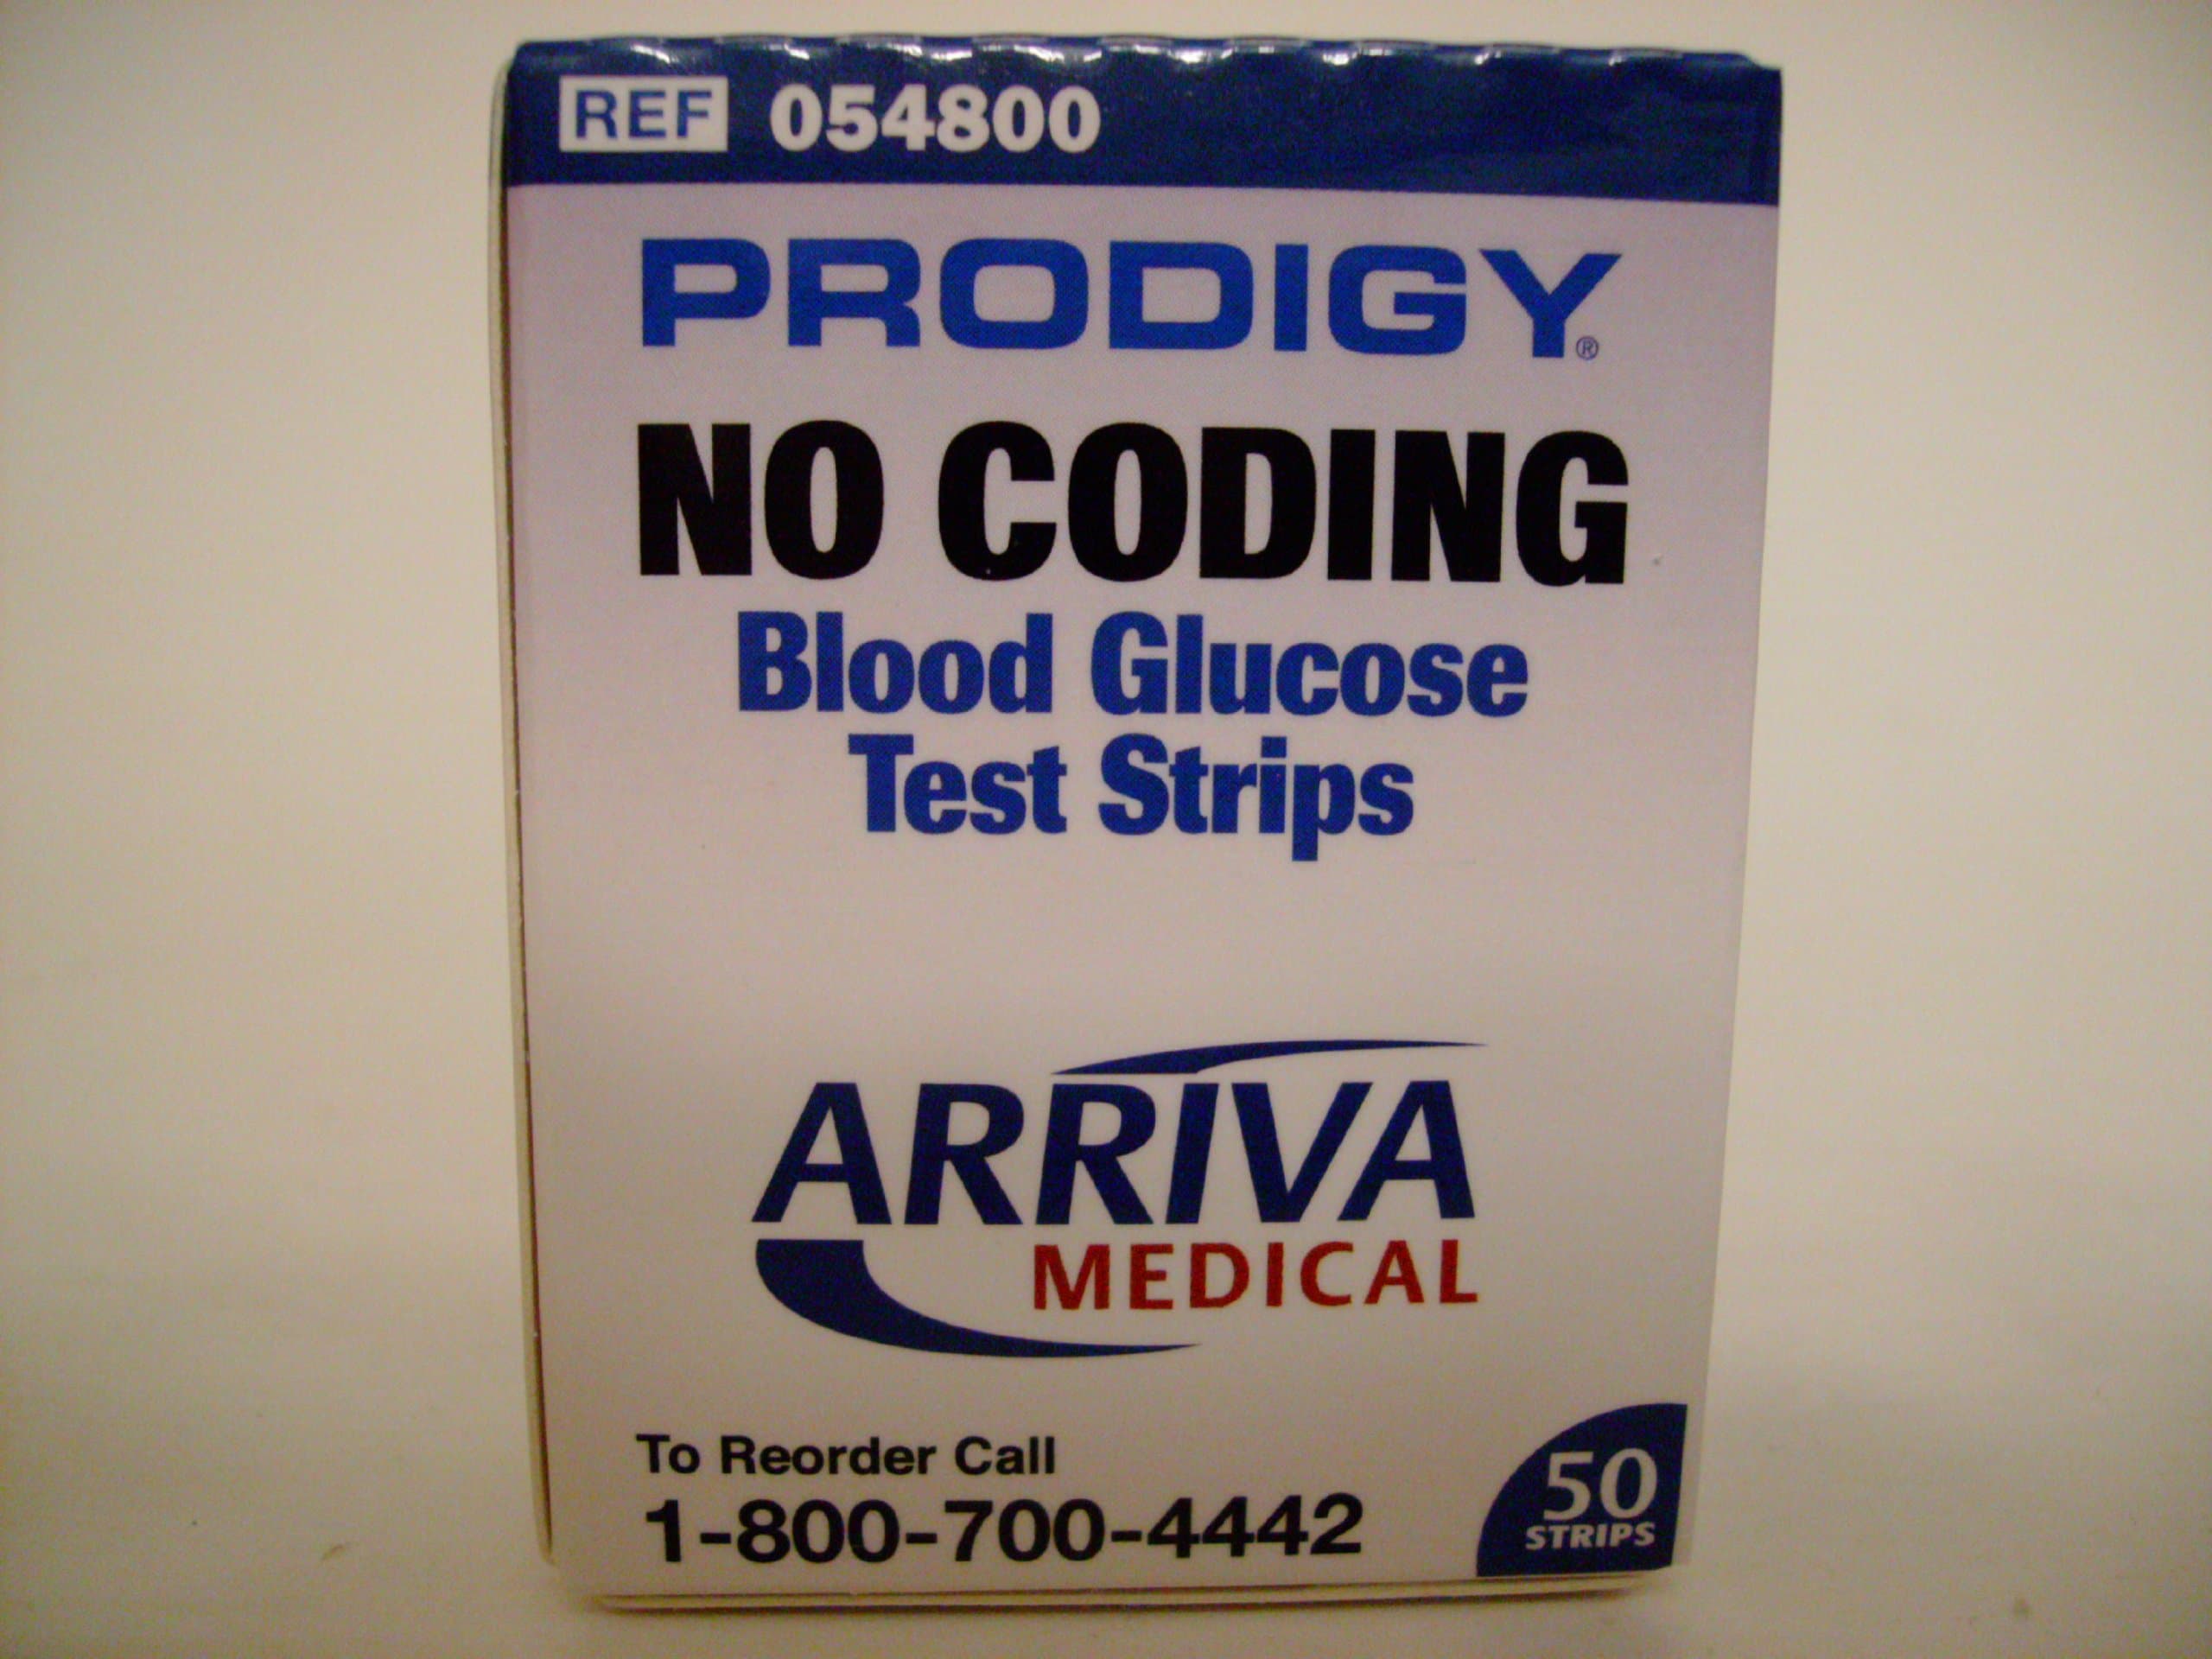 REF 054800
PRODIGY®
NO CODING
Blood Glucose
Test Strips
ARRIVA
MEDICAL
To Reorder Call
1-800-700-4442
50
STRIPS